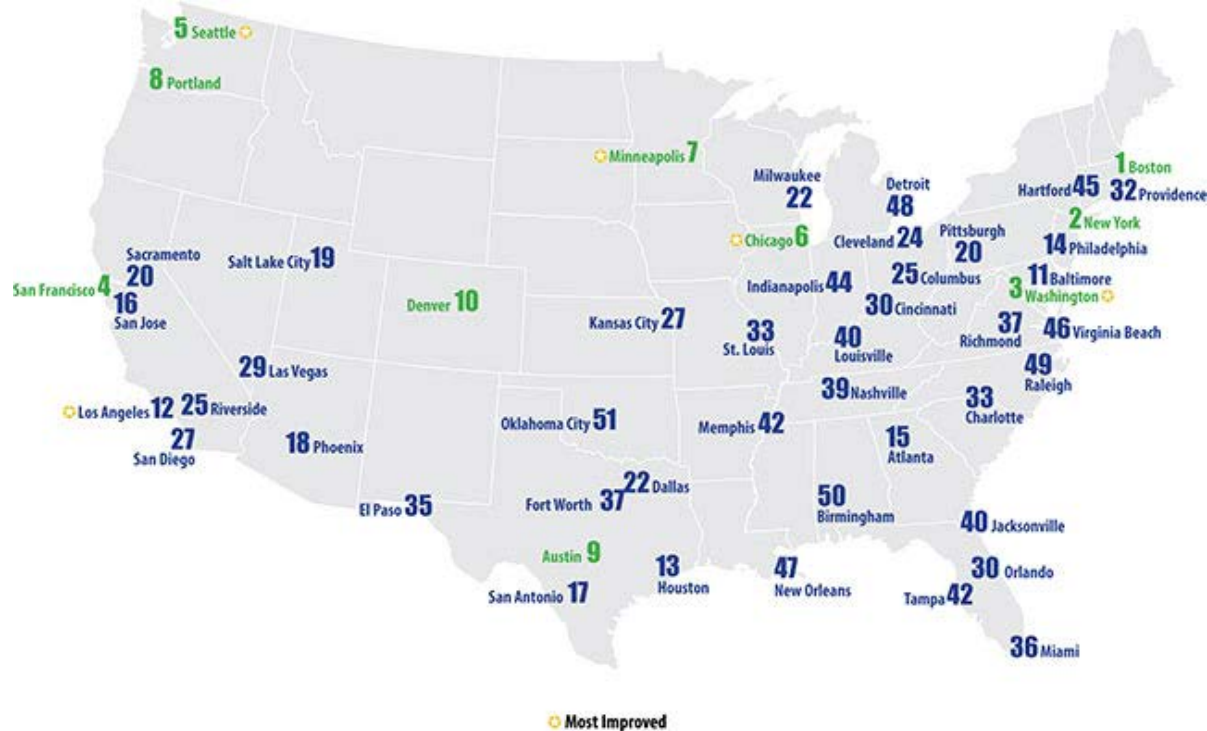 5 Seattle
8 Portland
Minneapolis 7
Milwaukee
22
Detroit
48
1 Boston
Hartford 45
32 Providence
2 New York
Chicago 6
Cleveland 24
Pittsburgh
20
14 Philadelphia
Sacramento
20
Salt Lake City 19
San Francisco 4
16
San Jose
Denver 10
Indianapolis 44
25 Columbus
11 Baltimore
3 Washington
30 Cincinnati
Kansas City 27
33
St. Louis
40
Louisville
37
Richmond
46 Virginia Beach
29 Las Vegas
49
Raleigh
39 Nashville
33
Charlotte
Los Angeles 12
25 Riverside
27
San Diego
18 Phoenix
Oklahoma City 51
Memphis 42
15
Atlanta
22 Dallas
Fort Worth 37
El Paso 35
50
Birmingham
40 Jacksonville
Austin 9
13
Houston
47
New Orleans
30 Orlando
San Antonio 17
Tampa 42
36 Miami
Most Improved